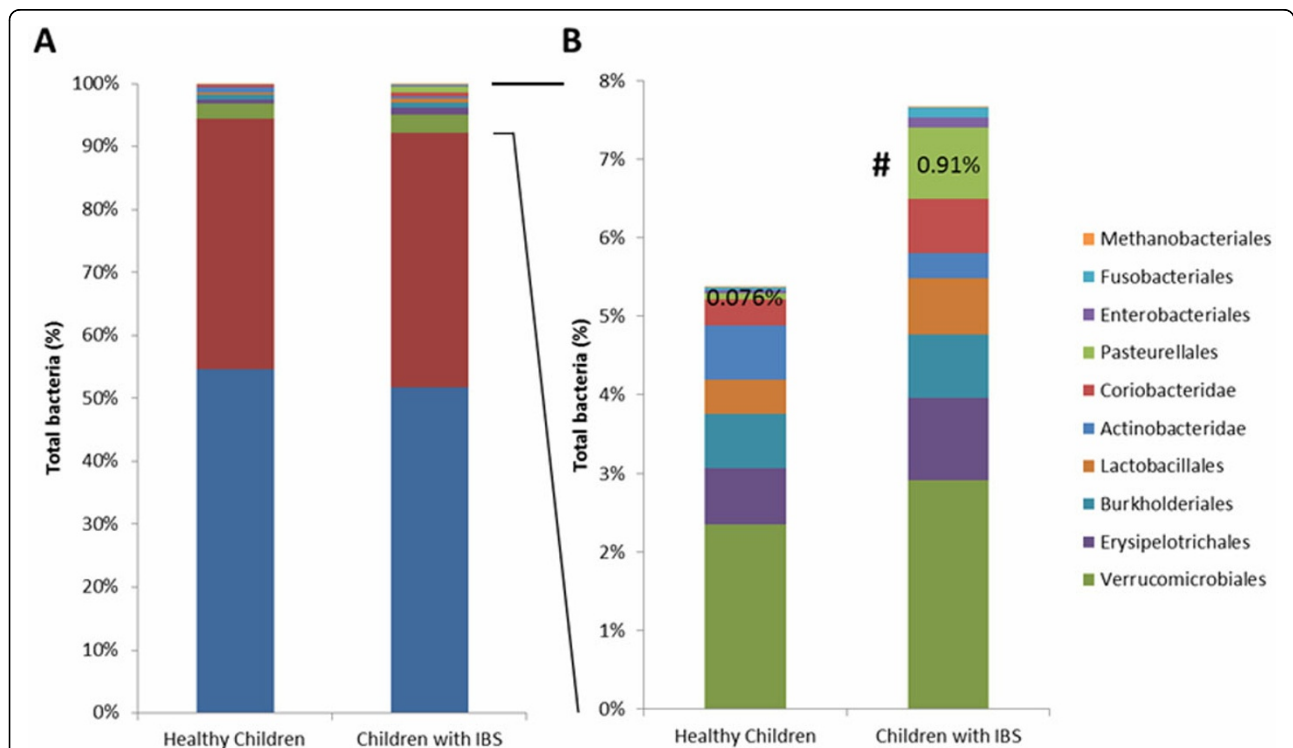 A
100%
90%
80%
70%
60%
50%
40%
30%
20%
10%
0%
Total bacteria (%)
Healthy Children
Children with IBS
B
8%
7%
6%
5%
4%
3%
2%
1%
0%
Total bacteria (%)
0.076%
#
0.91%
Healthy Children
Children with IBS
Methanobacteriales
Fusobacteriales
Enterobacteriales
Pasteurellales
Coriobacteridae
Actinobacteridae
Lactobacillales
Burkholderiales
Erysipelotrichales
Verrucomicrobiales